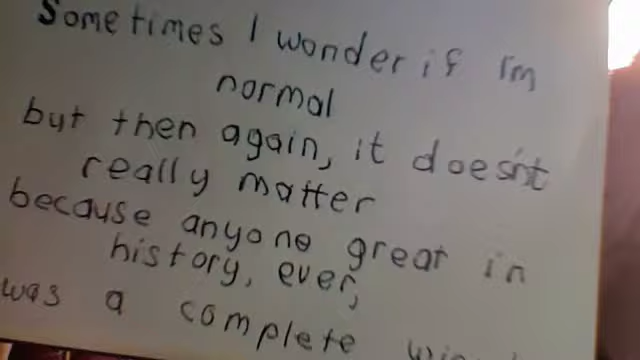 Sometimes I wonder if I'm
normal
but then again, it doesn't
really matter
because anyone great in
history, ever,
was a complete